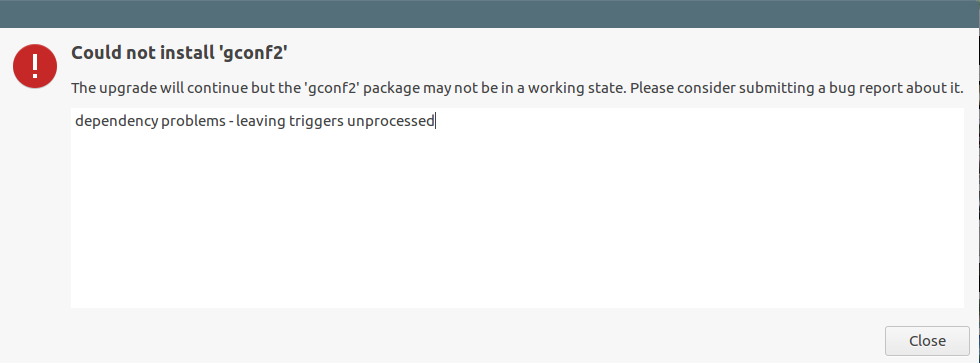 Could not install 'gconf2'
The upgrade will continue but the 'gconf2' package may not be in a working state. Please consider submitting a bug report about it.
dependency problems - leaving triggers unprocessed
Close